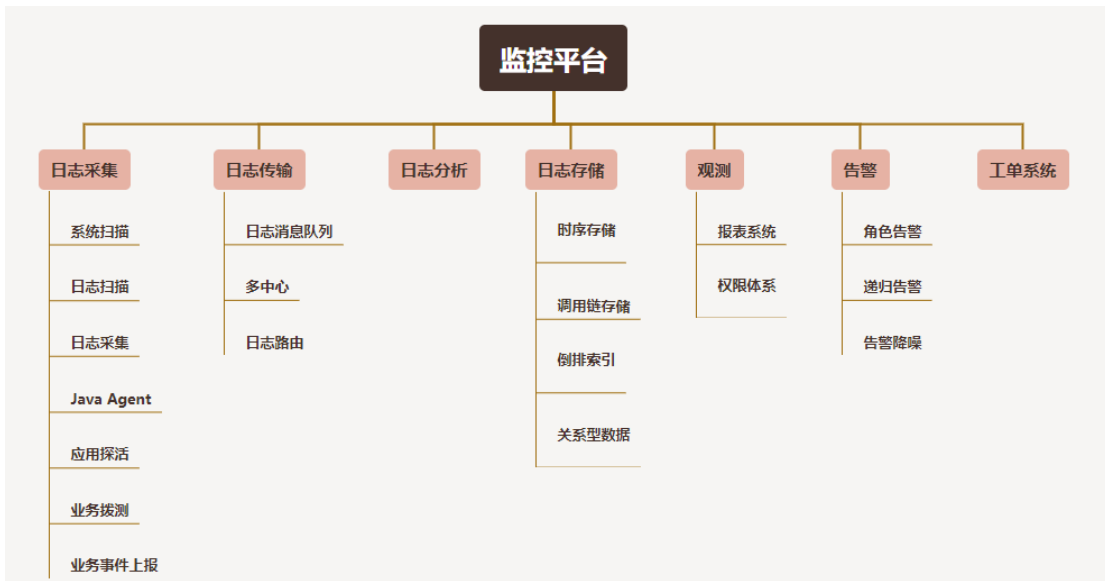 监控平台
日志采集
系统扫描
日志扫描
日志采集
Java Agent
应用探活
业务拨测
业务事件上报
日志传输
日志消息队列
多中心
日志路由
日志分析
日志存储
时序存储
调用链存储
倒排索引
关系型数据
观测
报表系统
权限体系
告警
角色告警
递归告警
告警降噪
工单系统